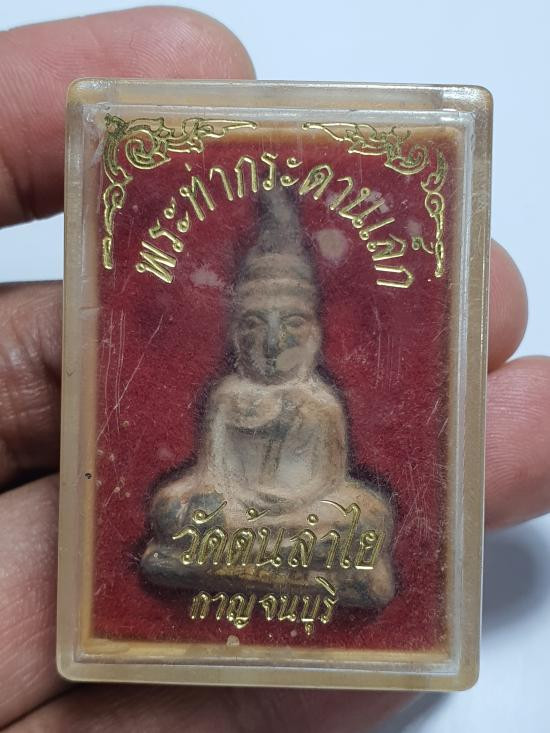 พระท่ากระดานเล็ก
วัดต้นลำไย
กาญจนบุรี